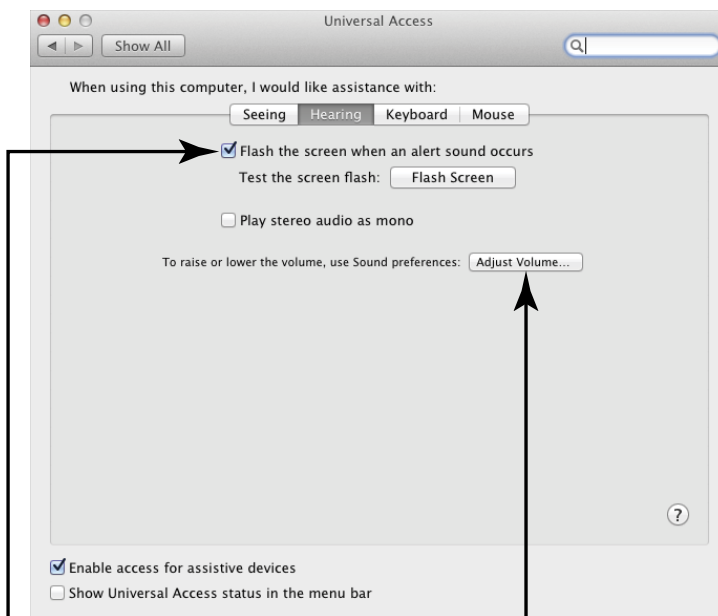 Universal Access
Show All
When using this computer, I would like assistance with:
Seeing Hearing Keyboard Mouse
Flash the screen when an alert sound occurs
Test the screen flash: Flash Screen
Play stereo audio as mono
To raise or lower the volume, use Sound preferences: Adjust Volume...
?
Enable access for assistive devices
Show Universal Access status in the menu bar